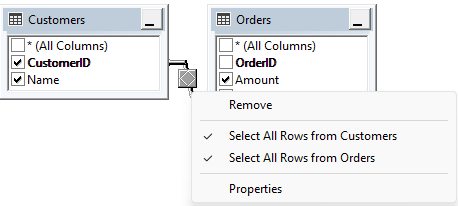 Customers
* (All Columns)
CustomerID
Name
Orders
* (All Columns)
OrderID
Amount
Remove
Select All Rows from Customers
Select All Rows from Orders
Properties